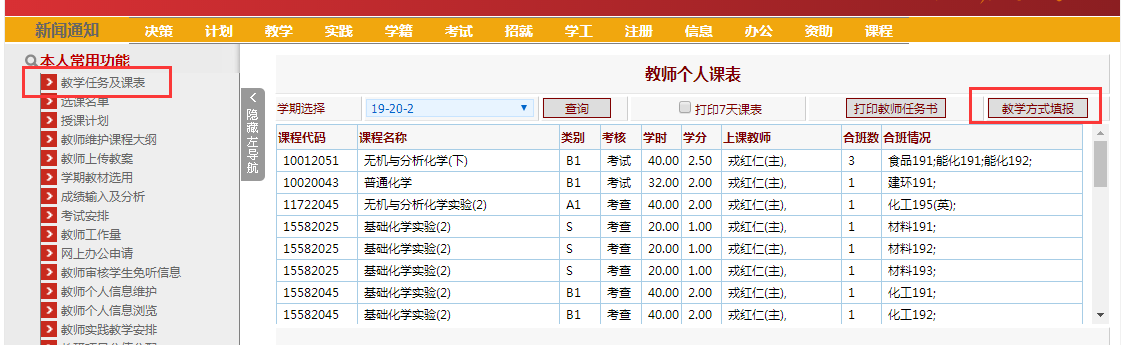 新闻通知 决策 计划 教学 实践 学籍 考试 招就 学工 注册 信息 办公 资助 课程
本人常用功能
教学任务及课表
选课名单
授课计划
教师维护课程大纲
教师上传教案
学期教材选用
成绩输入及分析
考试安排
教师工作量
网上办公申请
教师审核学生免听信息
教师个人信息维护
教师个人信息浏览
教师实践教学安排
隐藏左导航
教师个人课表
学期选择 19-20-2 查询 打印7天课表 打印教师任务书 教学方式填报
课程代码 课程名称 类别 考核 学时 学分 上课教师 合班数 合班情况
10012051 无机与分析化学(下) B1 考试 40.00 2.50 戎红仁(主), 3 食品191;能化191;能化192;
10020043 普通化学 B1 考试 32.00 2.00 戎红仁(主), 1 建环191;
11722045 无机与分析化学实验(2) A1 考查 40.00 2.00 戎红仁(主), 1 化工195(英);
15582025 基础化学实验(2) S 考查 20.00 1.00 戎红仁(主), 1 材料191;
15582025 基础化学实验(2) S 考查 20.00 1.00 戎红仁(主), 1 材料192;
15582025 基础化学实验(2) S 考查 20.00 1.00 戎红仁(主), 1 材料193;
15582045 基础化学实验(2) B1 考查 40.00 2.00 戎红仁(主), 1 化工191;
15582045 基础化学实验(2) B1 考查 40.00 2.00 戎红仁(主), 1 化工192;